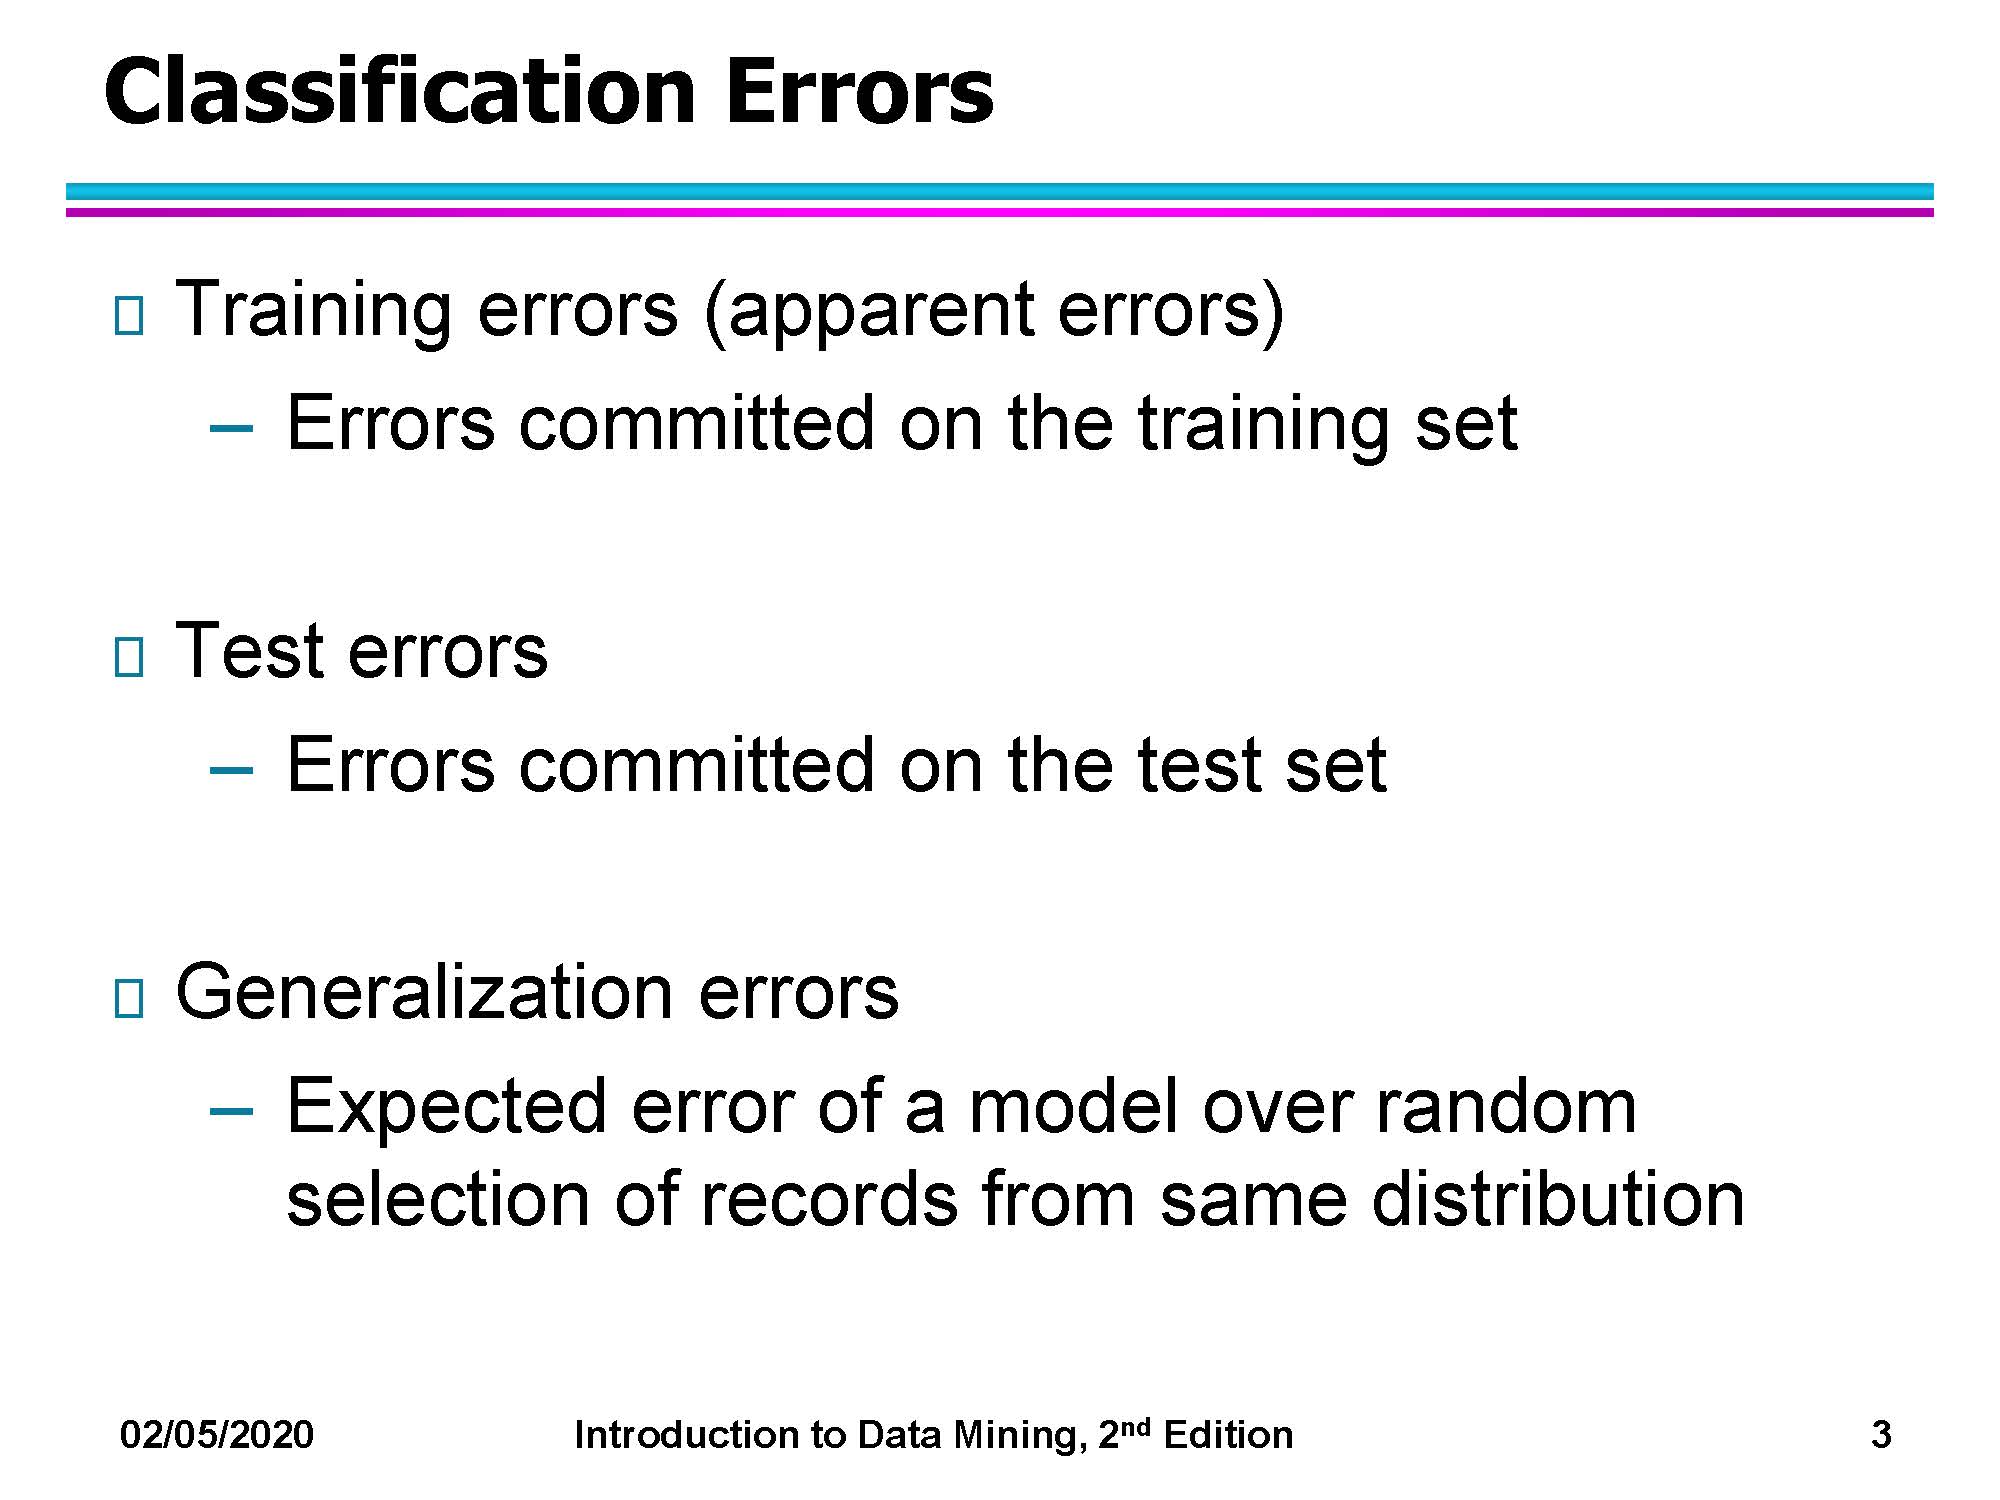 Classification Errors
Training errors (apparent errors)
– Errors committed on the training set
Test errors
– Errors committed on the test set
Generalization errors
– Expected error of a model over random
selection of records from same distribution
02/05/2020 Introduction to Data Mining, 2nd Edition 3